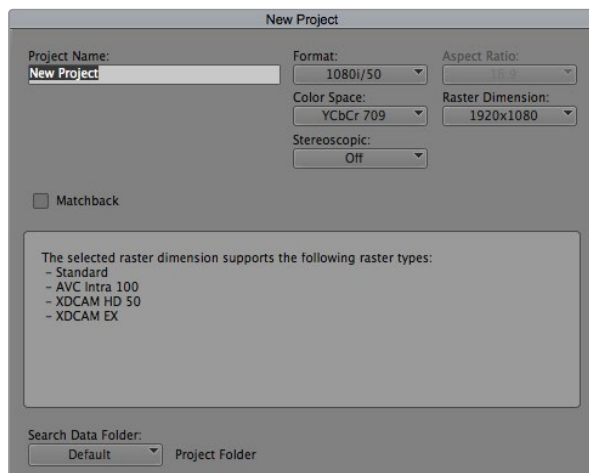 New Project
Project Name:
New Project
Format:
1080i/50
Aspect Ratio:
16:9
Color Space:
YCbCr 709
Raster Dimension:
1920x1080
Stereoscopic:
Off
Matchback
The selected raster dimension supports the following raster types:
- Standard
- AVC Intra 100
- XDCAM HD 50
- XDCAM EX
Search Data Folder:
Default
Project Folder